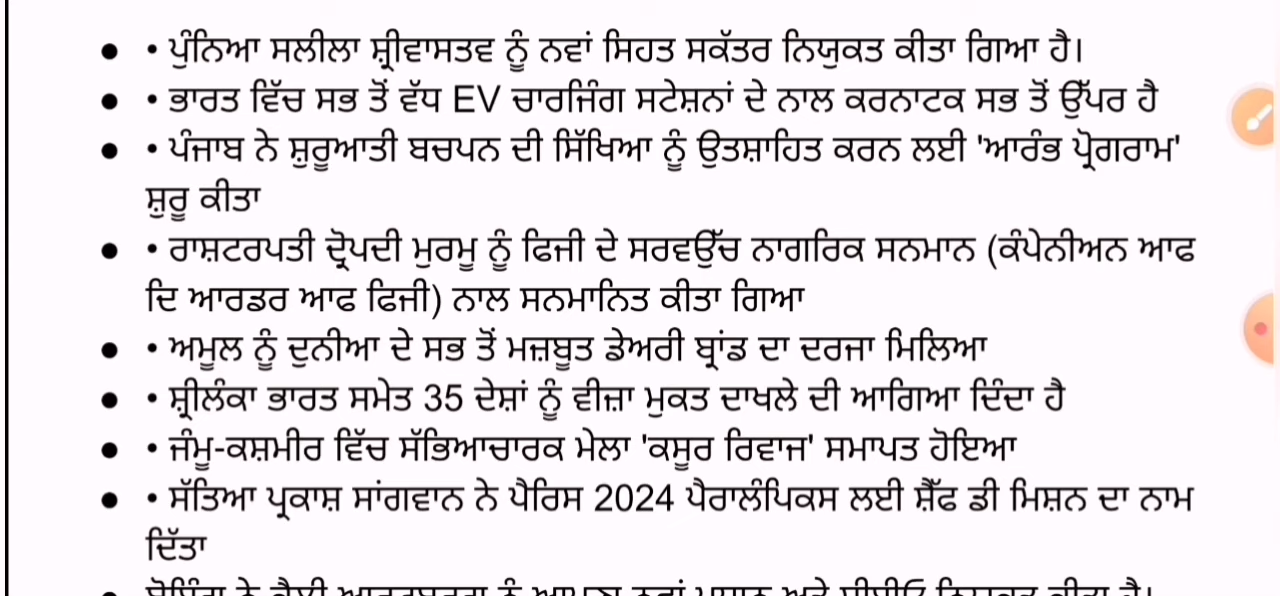 • • ਪੁੰਨਿਆ ਸਲੀਲਾ ਸ਼੍ਰੀਵਾਸਤਵ ਨੂੰ ਨਵਾਂ ਸਿਹਤ ਸਕੱਤਰ ਨਿਯੁਕਤ ਕੀਤਾ ਗਿਆ ਹੈ।
• • ਭਾਰਤ ਵਿੱਚ ਸਭ ਤੋਂ ਵੱਧ EV ਚਾਰਜਿੰਗ ਸਟੇਸ਼ਨਾਂ ਦੇ ਨਾਲ ਕਰਨਾਟਕ ਸਭ ਤੋਂ ਉੱਪਰ ਹੈ
• • ਪੰਜਾਬ ਨੇ ਸ਼ੁਰੂਆਤੀ ਬਚਪਨ ਦੀ ਸਿੱਖਿਆ ਨੂੰ ਉਤਸ਼ਾਹਿਤ ਕਰਨ ਲਈ 'ਆਰੰਭ ਪ੍ਰੋਗਰਾਮ'
ਸ਼ੁਰੂ ਕੀਤਾ
• • ਰਾਸ਼ਟਰਪਤੀ ਦ੍ਰੋਪਦੀ ਮੁਰਮੂ ਨੂੰ ਫਿਜੀ ਦੇ ਸਰਵਉੱਚ ਨਾਗਰਿਕ ਸਨਮਾਨ (ਕੰਪੇਨੀਅਨ ਆਫ
ਦਿ ਆਰਡਰ ਆਫ ਫਿਜੀ) ਨਾਲ ਸਨਮਾਨਿਤ ਕੀਤਾ ਗਿਆ
• • ਅਮੂਲ ਨੂੰ ਦੁਨੀਆ ਦੇ ਸਭ ਤੋਂ ਮਜ਼ਬੂਤ ਡੇਅਰੀ ਬ੍ਰਾਂਡ ਦਾ ਦਰਜਾ ਮਿਲਿਆ
• • ਸ਼੍ਰੀਲੰਕਾ ਭਾਰਤ ਸਮੇਤ 35 ਦੇਸ਼ਾਂ ਨੂੰ ਵੀਜ਼ਾ ਮੁਕਤ ਦਾਖਲੇ ਦੀ ਆਗਿਆ ਦਿੰਦਾ ਹੈ
• • ਜੰਮੂ-ਕਸ਼ਮੀਰ ਵਿੱਚ ਸੱਭਿਆਚਾਰਕ ਮੇਲਾ 'ਕਸੂਰ ਰਿਵਾਜ' ਸਮਾਪਤ ਹੋਇਆ
• • ਸੱਤਿਆ ਪ੍ਰਕਾਸ਼ ਸਾਂਗਵਾਨ ਨੇ ਪੈਰਿਸ 2024 ਪੈਰਾਲੰਪਿਕਸ ਲਈ ਸ਼ੈੱਫ ਡੀ ਮਿਸ਼ਨ ਦਾ ਨਾਮ
ਦਿੱਤਾ